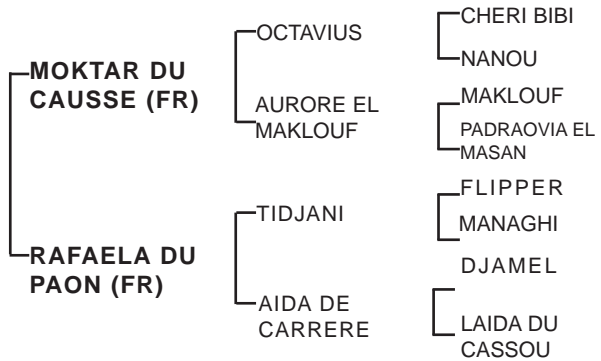 CHERI BIBI
OCTAVIUS
NANOU
MOKTAR DU
CAUSSE (FR)
MAKLOUF
AURORE EL
MAKLOUF
PADRAOVIA EL
MASAN
FLIPPER
TIDJANI
MANAGHI
RAFAELA DU
PAON (FR)
DJAMEL
AIDA DE
CARRERE
LAIDA DU
CASSOU